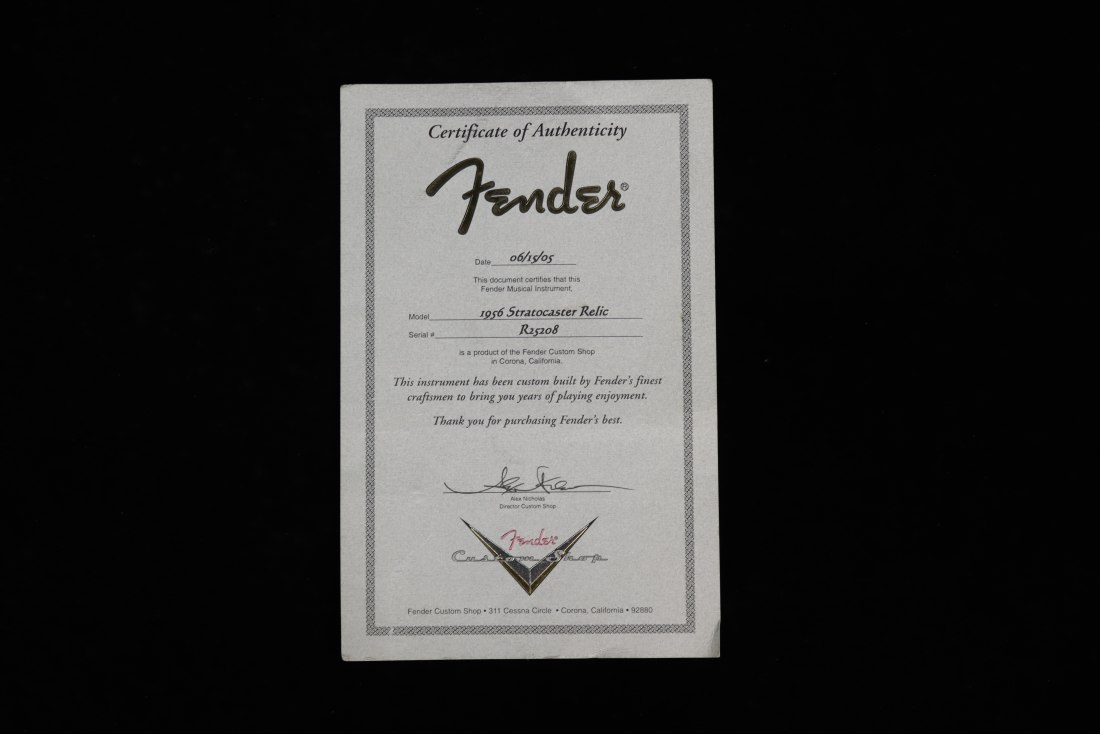 Certificate of Authenticity
Fender®
Date 06/15/05
This document certifies that this
Fender Musical Instrument,
Model 1956 Stratocaster Relic
Serial # R25208
is a product of the Fender Custom Shop
in Corona, California.
This instrument has been custom built by Fender's finest
craftsmen to bring you years of playing enjoyment.
Thank you for purchasing Fender's best.
Alex Nicholas
Director Custom Shop
Fender®
Custom Shop
Fender Custom Shop • 311 Cessna Circle • Corona, California • 92880